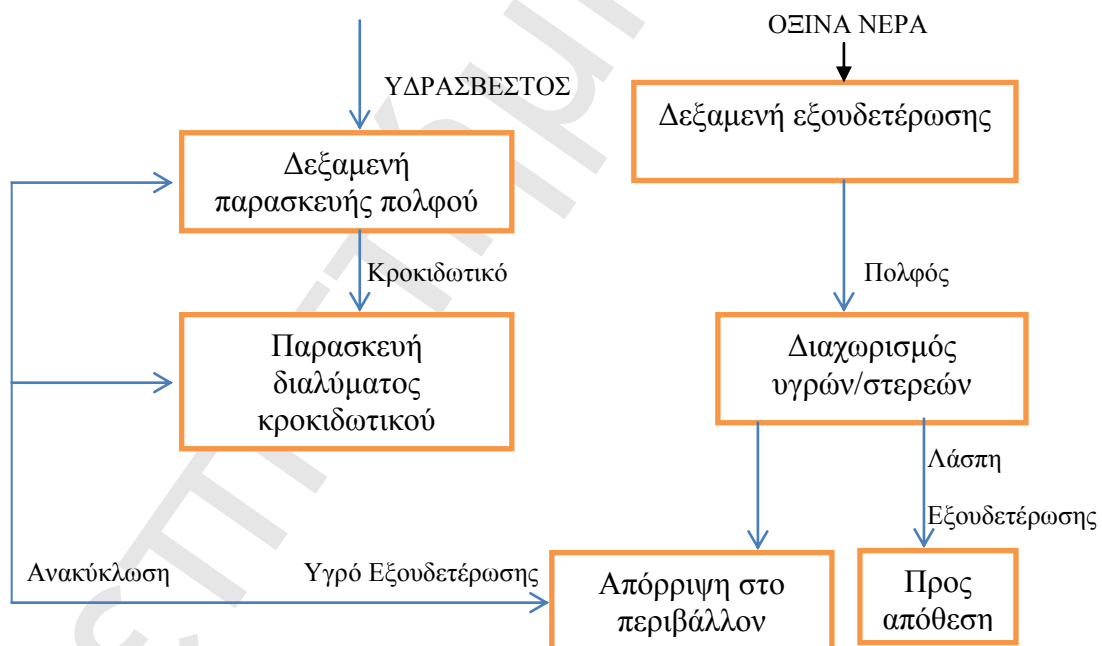 ΟΞΙΝΑ ΝΕΡΑ
ΥΔΡΑΣΒΕΣΤΟΣ
Δεξαμενή εξουδετέρωσης
Δεξαμενή
παρασκευής πολφού
Κροκιδωτικό
Πολφός
Παρασκευή
διαλύματος
κροκιδωτικού
Διαχωρισμός
υγρών/στερεών
Λάσπη
Εξουδετέρωσης
Ανακύκλωση
Υγρό Εξουδετέρωσης
Απόρριψη στο
περιβάλλον
Προς
απόθεση